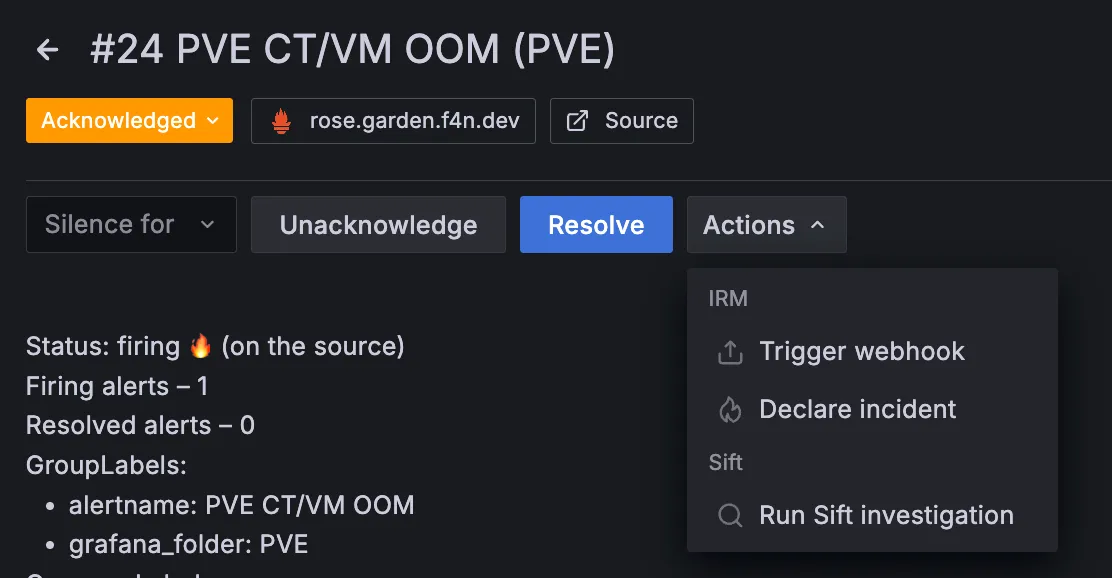 #24 PVE CT/VM OOM (PVE)
Acknowledged
rose.garden.f4n.dev
Source
Silence for
Unacknowledge
Resolve
Actions
IRM
Trigger webhook
Declare incident
Sift
Run Sift investigation
Status: firing 🔥 (on the source)
Firing alerts – 1
Resolved alerts – 0
GroupLabels:
• alertname: PVE CT/VM OOM
• grafana_folder: PVE